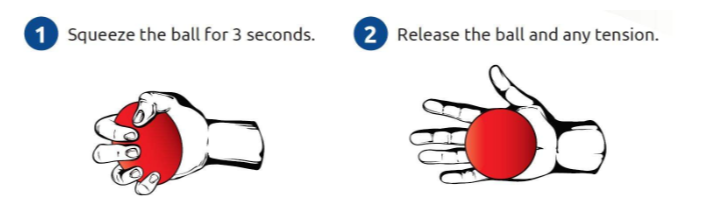 1 Squeeze the ball for 3 seconds.
2 Release the ball and any tension.